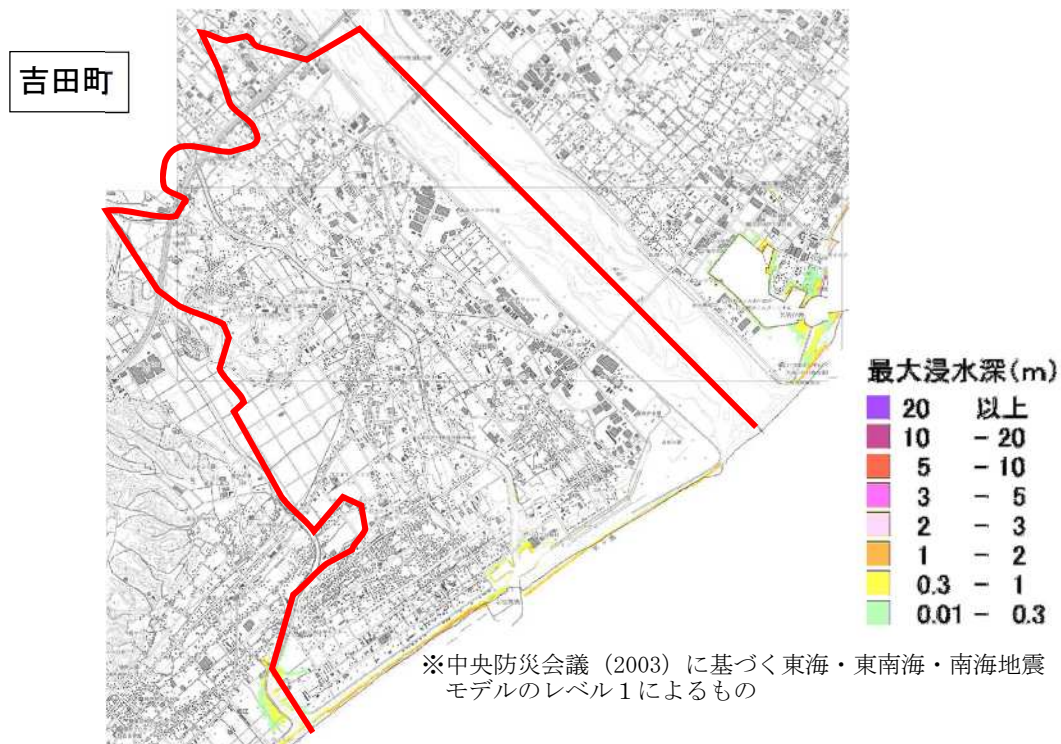 吉田町
最大浸水深(m)
20 以上
10 - 20
5 - 10
3 - 5
2 - 3
1 - 2
0.3 - 1
0.01 - 0.3
※中央防災会議（2003）に基づく東海・東南海・南海地震
モデルのレベル１によるもの